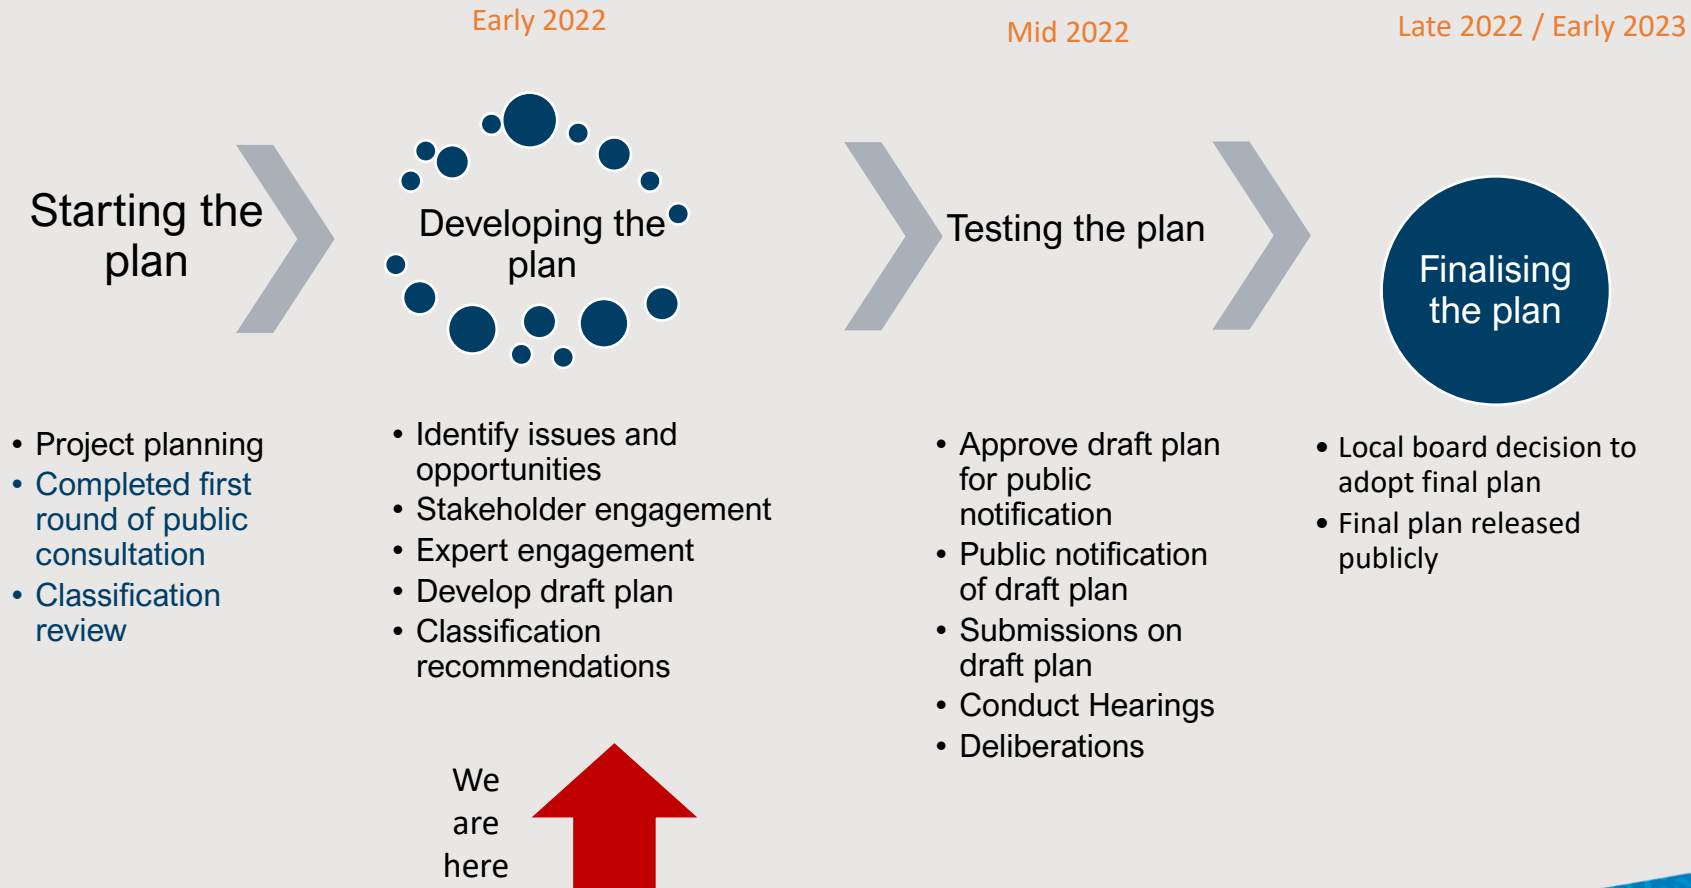 Early 2022
Mid 2022
Late 2022 / Early 2023
Starting the
plan
Developing the
plan
Testing the plan
Finalising
the plan
• Project planning
• Completed first
round of public
consultation
• Classification
review
• Identify issues and
opportunities
• Stakeholder engagement
• Expert engagement
• Develop draft plan
• Classification
recommendations
• Approve draft plan
for public
notification
• Public notification
of draft plan
• Submissions on
draft plan
• Conduct Hearings
• Deliberations
• Local board decision to
adopt final plan
• Final plan released
publicly
We
are
here